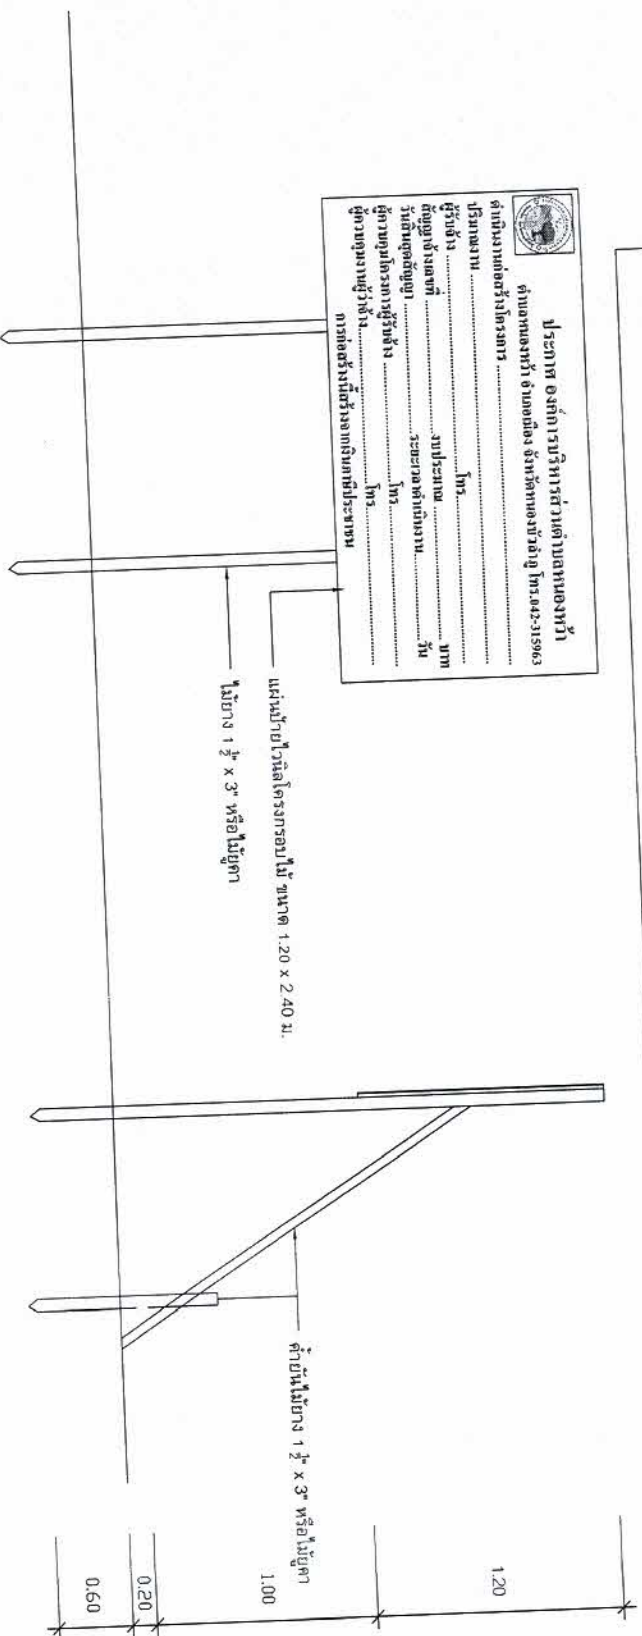 ประกาศ องค์การบริหารส่วนตำบลหนองหว้า
ตำบลหนองหว้า อำเภอเมือง จังหวัดหนองบัวลำภู โทร.042-315963
ดำเนินงานก่อสร้างโครงการ ........................................
ปริมาณงาน ........................................
ผู้รับจ้าง ........................................โทร........................................
สัญญาจ้างเลขที่ ..............................งบประมาณ ..............................บาท
วันสิ้นสุดสัญญา ..............................ระยะเวลาดำเนินงาน....................วัน
ผู้ควบคุมโครงการผู้รับจ้าง ..............................โทร..............................
ผู้ควบคุมงานผู้ว่าจ้าง..............................โทร..............................
การก่อสร้างนี้สร้างจากเงินภาษีประชาชน
แผ่นป้ายไวนิลโครงกรอบไม้ ขนาด 1.20 x 2.40 ม.
ไม้ยาง 1 ½" x 3" หรือไม้ยูคา
ค้ำยันไม้ยาง 1 ½" x 3" หรือไม้ยูคา
1.20
1.00
0.20
0.60